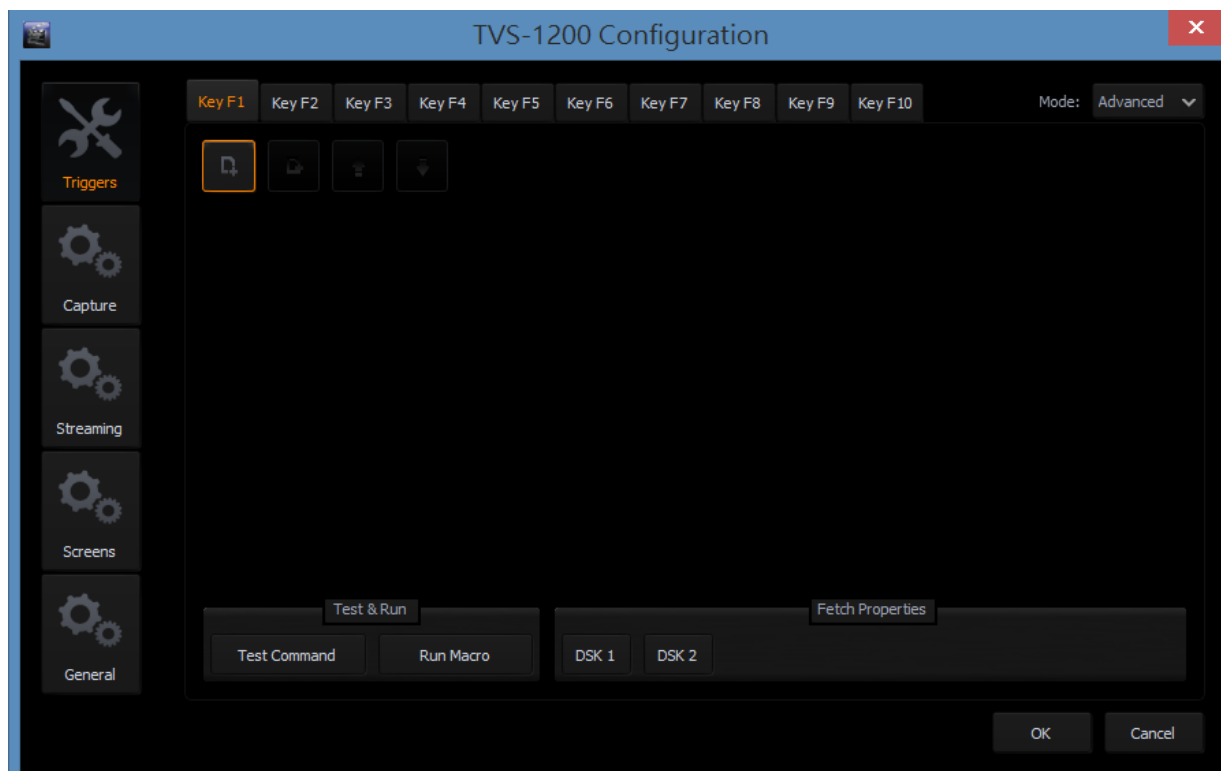 TVS-1200 Configuration
Key F1 Key F2 Key F3 Key F4 Key F5 Key F6 Key F7 Key F8 Key F9 Key F10 Mode: Advanced
Triggers
Capture
Streaming
Screens
General
Test & Run Fetch Properties
Test Command Run Macro DSK 1 DSK 2
OK Cancel